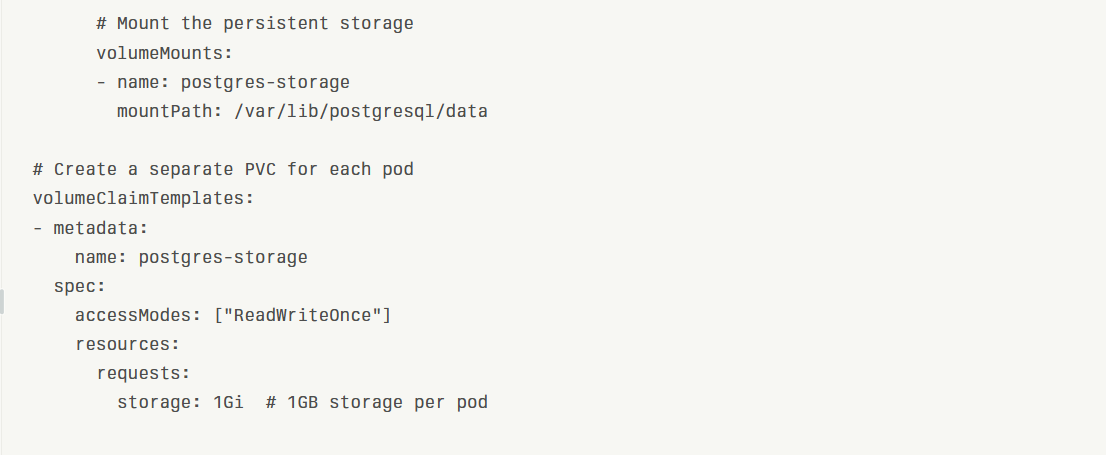 # Mount the persistent storage
volumeMounts:
- name: postgres-storage
mountPath: /var/lib/postgresql/data
# Create a separate PVC for each pod
volumeClaimTemplates:
- metadata:
name: postgres-storage
spec:
accessModes: ["ReadWriteOnce"]
resources:
requests:
storage: 1Gi  # 1GB storage per pod